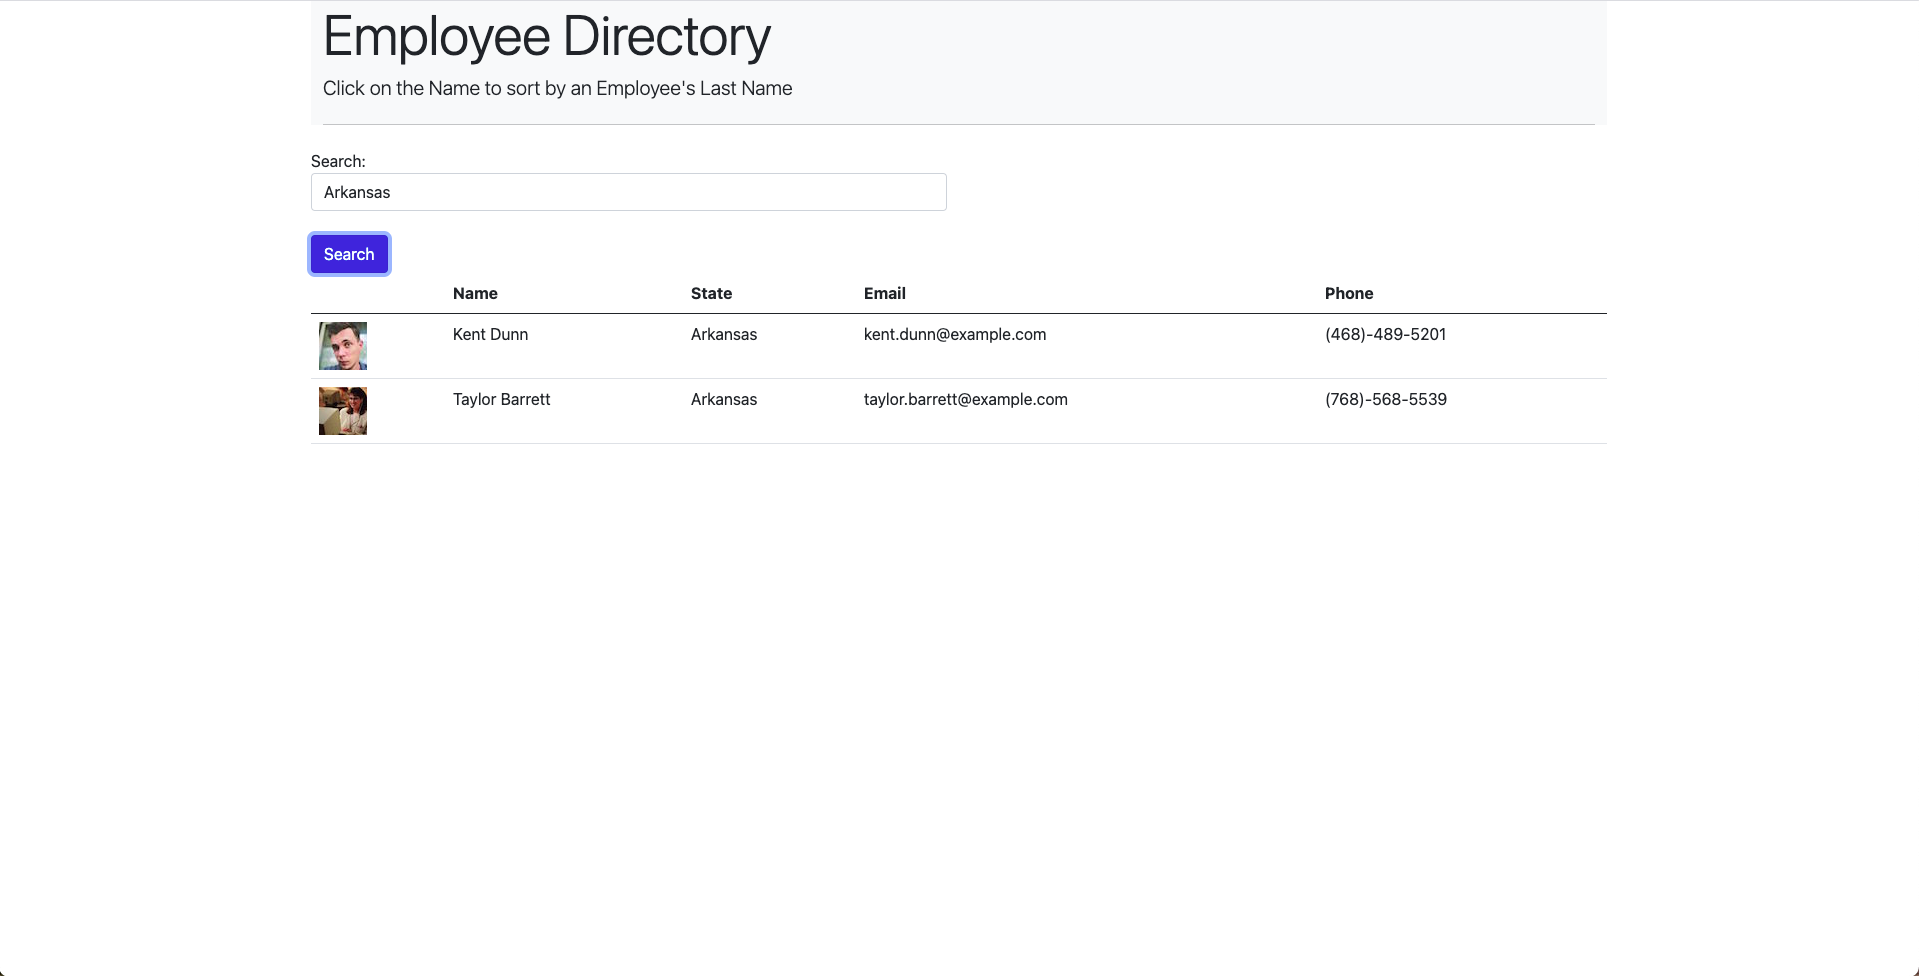 Employee Directory
Click on the Name to sort by an Employee's Last Name
Search:
Arkansas
Search
Name State Email Phone
Kent Dunn Arkansas kent.dunn@example.com (468)-489-5201
Taylor Barrett Arkansas taylor.barrett@example.com (768)-568-5539